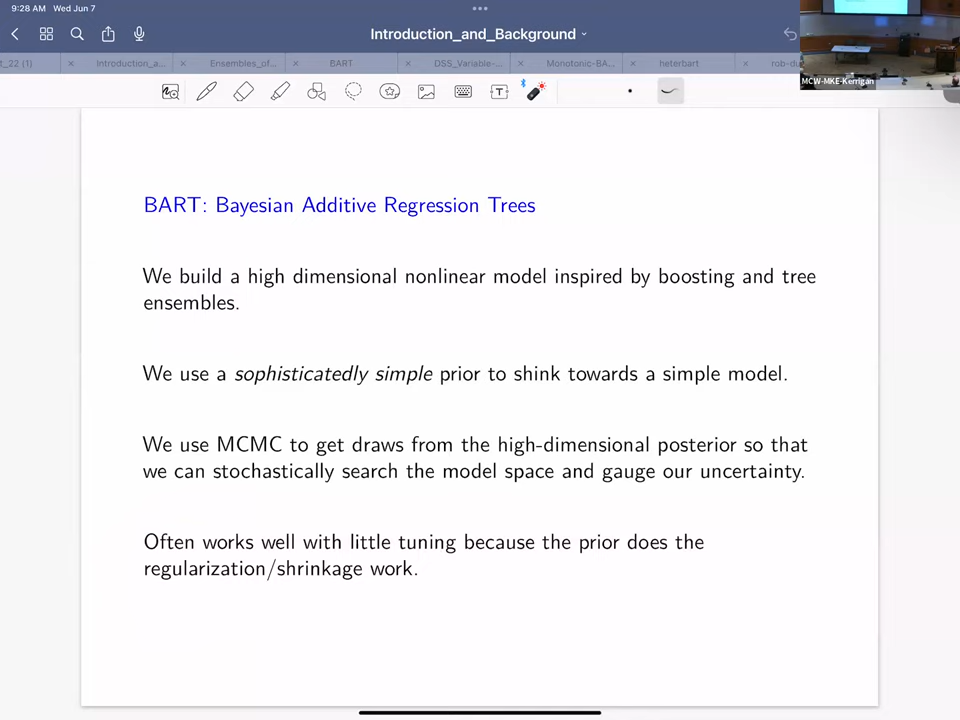 9:28 AM Wed Jun 7
Introduction_and_Background
t_22 (1)
Introduction_a...
Ensembles_of...
BART
DSS_Variable-...
Monotonic-BA...
heterbart
rob-du
MCW-MKE-Kerrigan
BART: Bayesian Additive Regression Trees
We build a high dimensional nonlinear model inspired by boosting and tree
ensembles.
We use a sophisticatedly simple prior to shink towards a simple model.
We use MCMC to get draws from the high-dimensional posterior so that
we can stochastically search the model space and gauge our uncertainty.
Often works well with little tuning because the prior does the
regularization/shrinkage work.